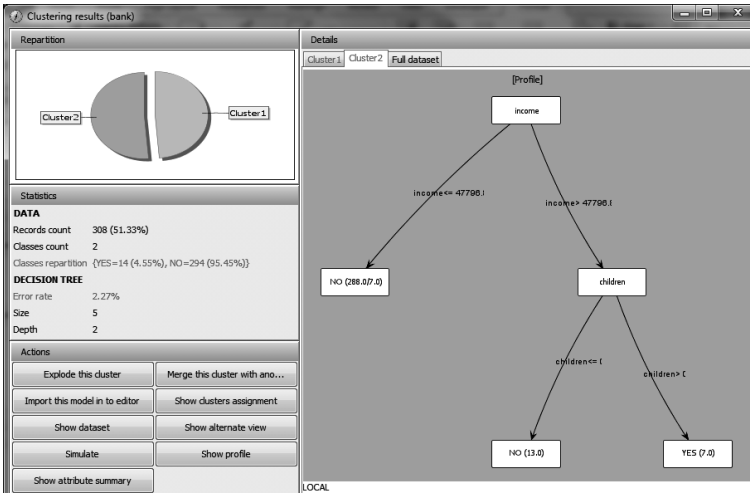 Clustering results (bank)
Repartition
Cluster2
Cluster1
Statistics
DATA
Records count 308 (51.33%)
Classes count 2
Classes repartition {YES=14 (4.55%), NO=294 (95.45%)}
DECISION TREE
Error rate 2.27%
Size 5
Depth 2
Actions
Explode this cluster
Merge this cluster with ano...
Import this model in to editor
Show clusters assignment
Show dataset
Show alternate view
Simulate
Show profile
Show attribute summary
Details
Cluster1 Cluster2 Full dataset
[Profile]
income
income<= 47796.
income> 47796.
NO (288.0/7.0)
children
children<=
children>
NO (13.0)
YES (7.0)
LOCAL